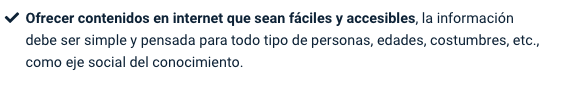 Ofrecer contenidos en internet que sean fáciles y accesibles, la información
debe ser simple y pensada para todo tipo de personas, edades, costumbres, etc.,
como eje social del conocimiento.